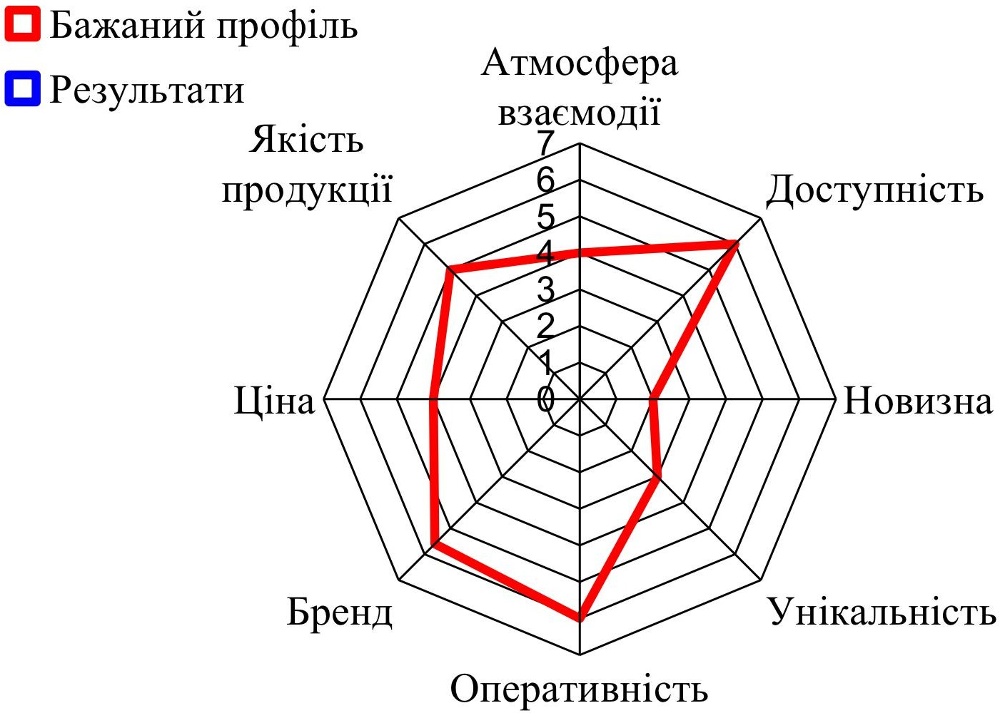 Бажаний профіль
Результати
Атмосфера
взаємодії
Якість
продукції
Доступність
7
6
5
4
3
2
1
0
Ціна
Новизна
Бренд
Унікальність
Оперативність